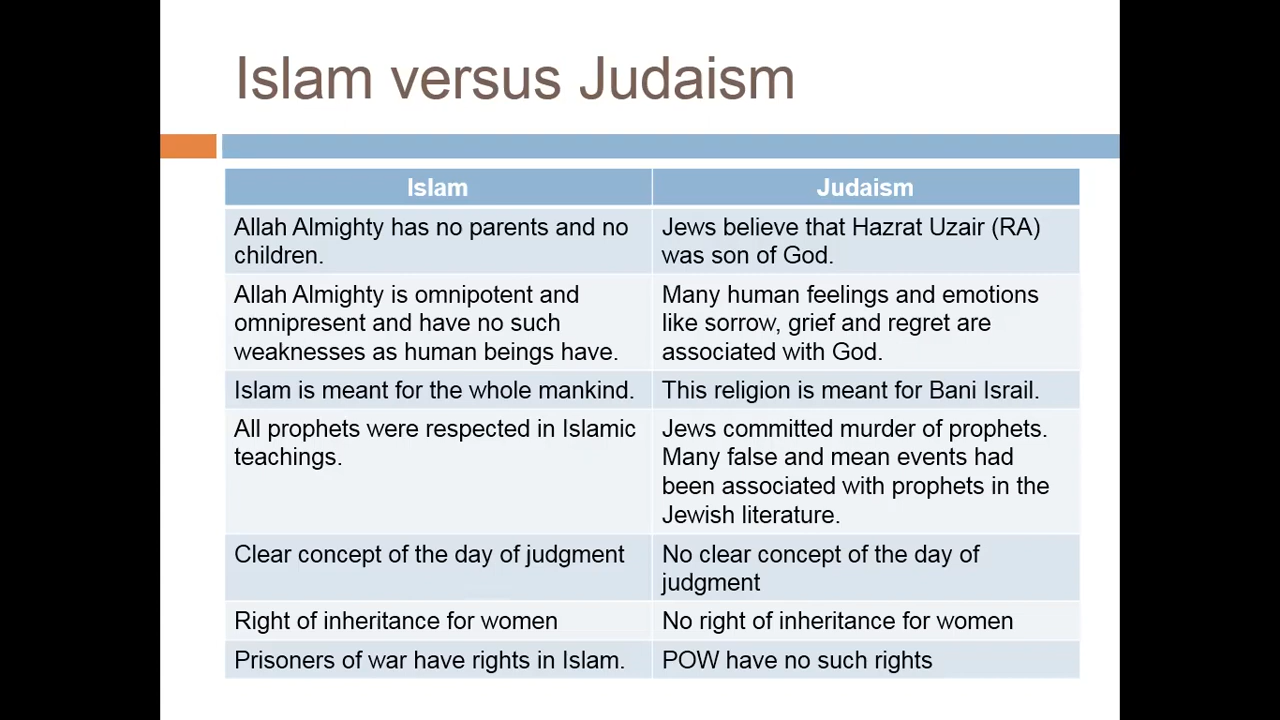 Islam versus Judaism
Islam
Judaism
Allah Almighty has no parents and no
children.
Jews believe that Hazrat Uzair (RA)
was son of God.
Allah Almighty is omnipotent and
omnipresent and have no such
weaknesses as human beings have.
Many human feelings and emotions
like sorrow, grief and regret are
associated with God.
Islam is meant for the whole mankind.
This religion is meant for Bani Israil.
All prophets were respected in Islamic
teachings.
Jews committed murder of prophets.
Many false and mean events had
been associated with prophets in the
Jewish literature.
Clear concept of the day of judgment
No clear concept of the day of
judgment
Right of inheritance for women
No right of inheritance for women
Prisoners of war have rights in Islam.
POW have no such rights